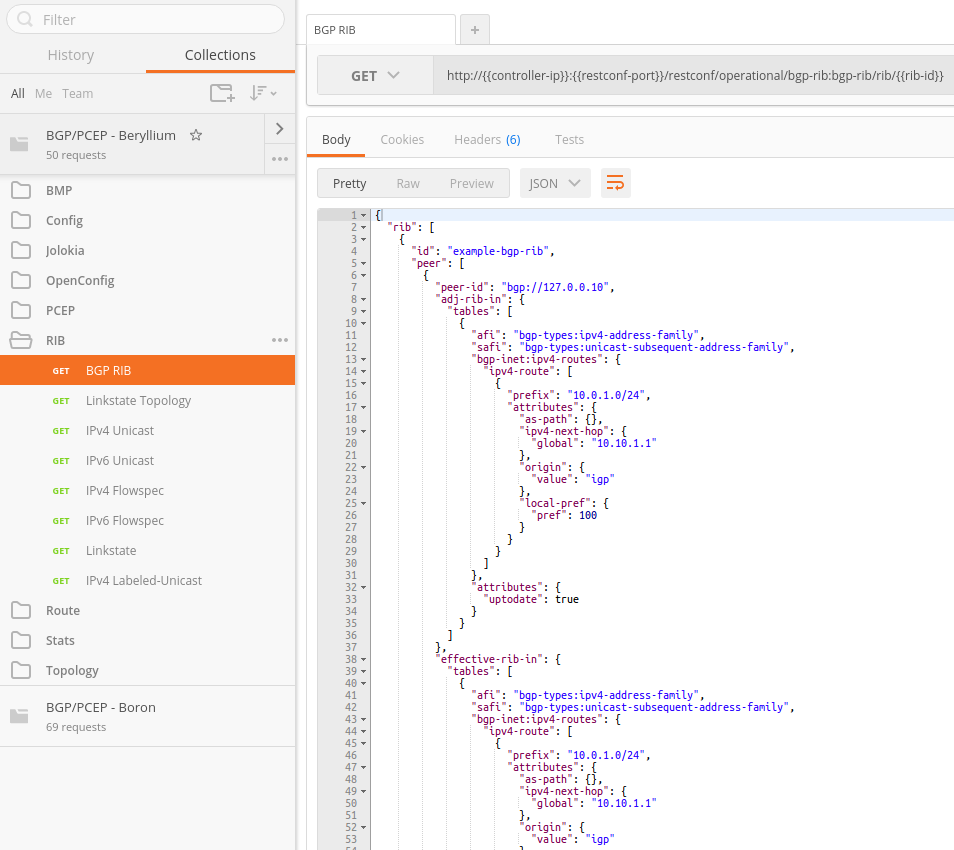 Filter
History Collections
All Me Team
BGP/PCEP - Beryllium
50 requests
BMP
Config
Jolokia
OpenConfig
PCEP
RIB
GET BGP RIB
GET Linkstate Topology
GET IPv4 Unicast
GET IPv6 Unicast
GET IPv4 Flowspec
GET IPv6 Flowspec
GET Linkstate
GET IPv4 Labeled-Unicast
Route
Stats
Topology
BGP/PCEP - Boron
69 requests
BGP RIB +
GET http://{{controller-ip}}:{{restconf-port}}/restconf/operational/bgp-rib:bgp-rib/rib/{{rib-id}}
Body Cookies Headers (6) Tests
Pretty Raw Preview JSON
1 {
2 "rib": [
3 {
4 "id": "example-bgp-rib",
5 "peer": [
6 {
7 "peer-id": "bgp://127.0.0.10",
8 "adj-rib-in": {
9 "tables": [
10 {
11 "afi": "bgp-types:ipv4-address-family",
12 "safi": "bgp-types:unicast-subsequent-address-family",
13 "bgp-inet:ipv4-routes": {
14 "ipv4-route": [
15 {
16 "prefix": "10.0.1.0/24",
17 "attributes": {
18 "as-path": {},
19 "ipv4-next-hop": {
20 "global": "10.10.1.1"
21 },
22 "origin": {
23 "value": "igp"
24 },
25 "local-pref": {
26 "pref": 100
27 }
28 }
29 }
30 ]
31 },
32 "attributes": {
33 "uptodate": true
34 }
35 }
36 ]
37 },
38 "effective-rib-in": {
39 "tables": [
40 {
41 "afi": "bgp-types:ipv4-address-family",
42 "safi": "bgp-types:unicast-subsequent-address-family",
43 "bgp-inet:ipv4-routes": {
44 "ipv4-route": [
45 {
46 "prefix": "10.0.1.0/24",
47 "attributes": {
48 "as-path": {},
49 "ipv4-next-hop": {
50 "global": "10.10.1.1"
51 },
52 "origin": {
53 "value": "igp"